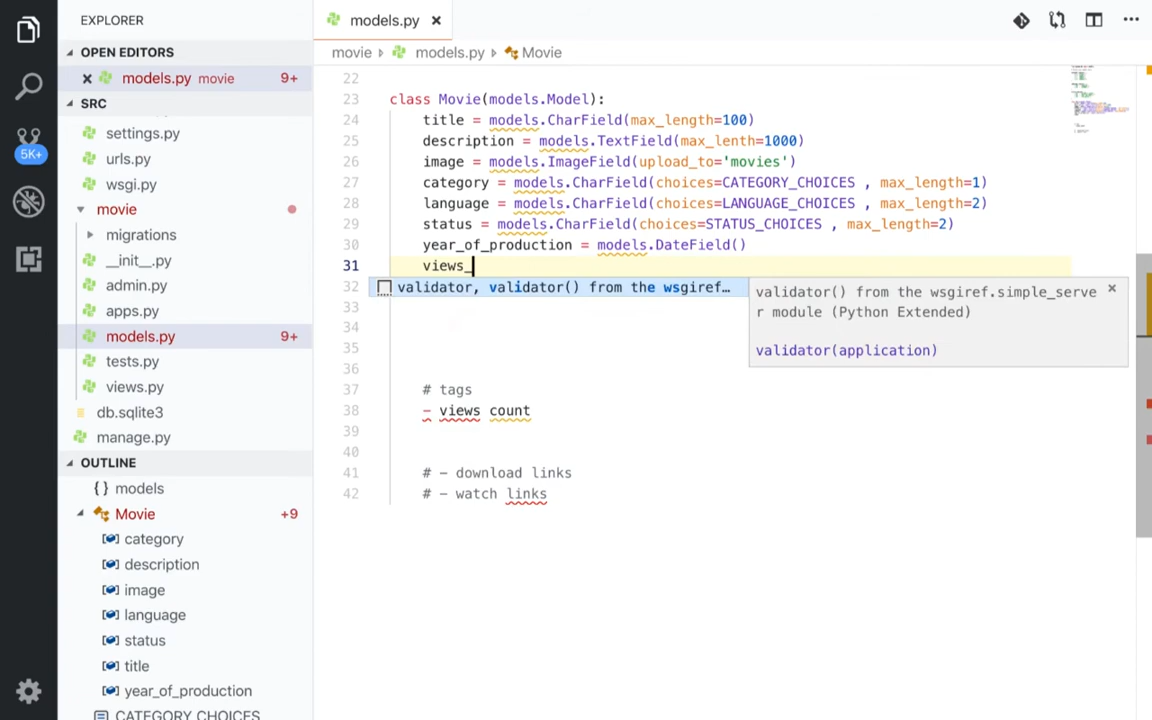 EXPLORER
OPEN EDITORS
models.py movie 9+
SRC
settings.py
urls.py
wsgi.py
movie
migrations
__init__.py
admin.py
apps.py
models.py 9+
tests.py
views.py
db.sqlite3
manage.py
OUTLINE
{} models
Movie +9
category
description
image
language
status
title
year_of_production
CATEGORY_CHOICES
5K+
models.py
movie models.py Movie
22
23 class Movie(models.Model):
24 title = models.CharField(max_length=100)
25 description = models.TextField(max_lenth=1000)
26 image = models.ImageField(upload_to='movies')
27 category = models.CharField(choices=CATEGORY_CHOICES , max_length=1)
28 language = models.CharField(choices=LANGUAGE_CHOICES , max_length=2)
29 status = models.CharField(choices=STATUS_CHOICES , max_length=2)
30 year_of_production = models.DateField()
31 views_
32 validator, validator() from the wsgiref…
validator() from the wsgiref.simple_serve
r module (Python Extended)
validator(application)
33
34
35
36
37 # tags
38 - views count
39
40
41 # - download links
42 # - watch links